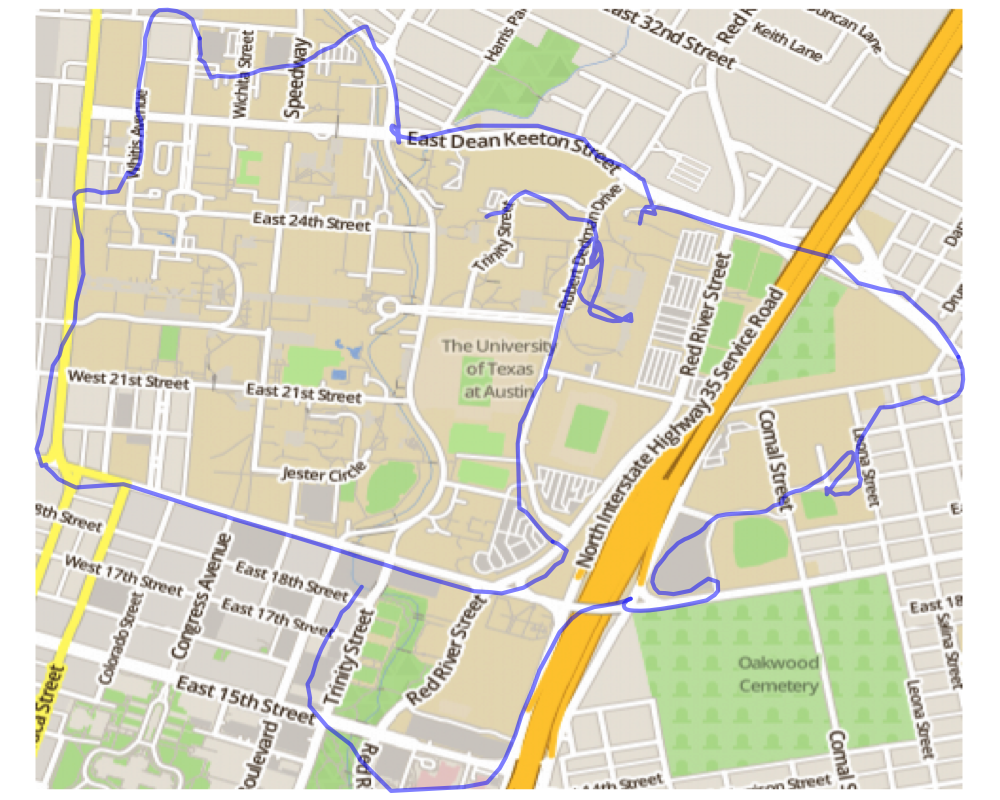 East 32nd Street
Red R
Duncan Lane
Keith Lane
Harris Pa
Wichita Street
Speedway
Whitis Avenue
East Dean Keeton Street
East 24th Street
Trinity Street
Robert Dedman Drive
Red River Street
Dan
Dru
The University
of Texas
at Austin
West 21st Street
East 21st Street
North Interstate Highway 35 Service Road
Comal Street
Leona Street
Jester Circle
8th Street
Ea
West 17th Street
East 18th Street
East 17th Street
Congress Avenue
Colorado Street
Trinity Street
Red River Street
East 18
Salina Street
Oakwood
Cemetery
East 15th Street
Leona Street
aca Street
oulevard
Red R
Comal S
14th Street
rison Street